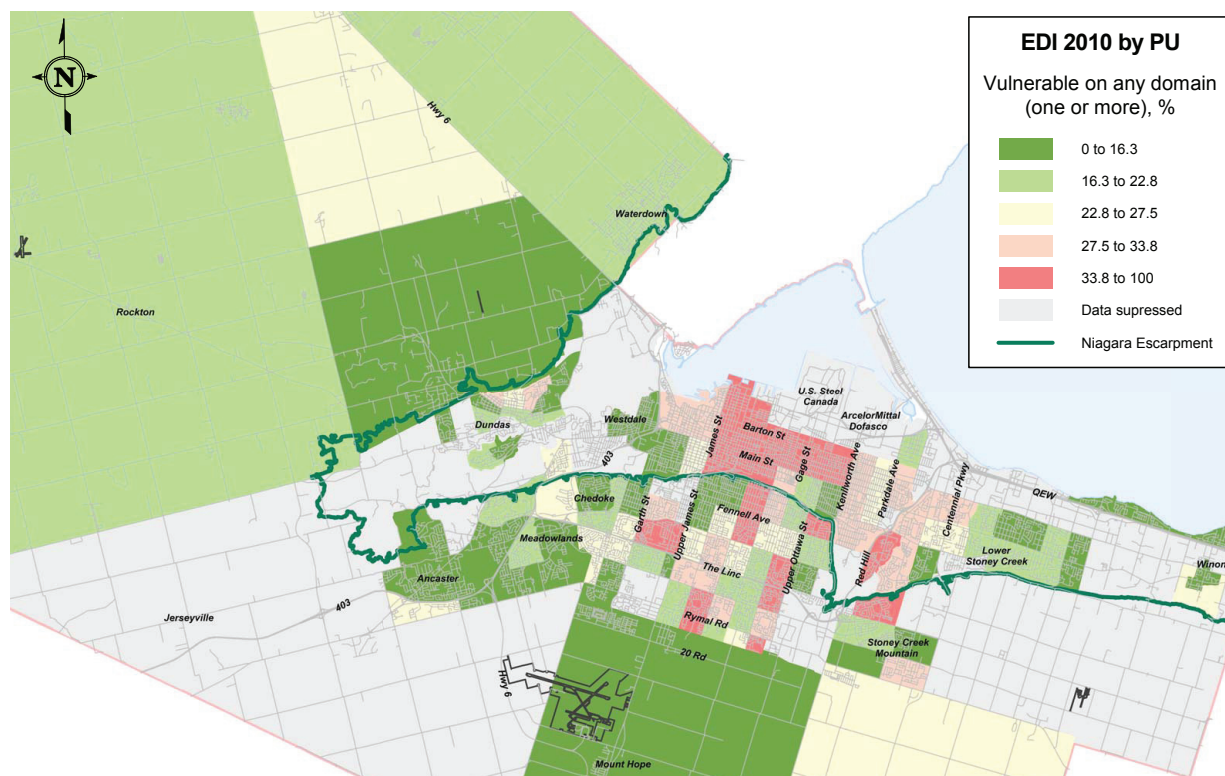 EDI 2010 by PU
Vulnerable on any domain
(one or more), %
0 to 16.3
16.3 to 22.8
22.8 to 27.5
27.5 to 33.8
33.8 to 100
Data supressed
Niagara Escarpment
N
Hwy 6
Waterdown
Rockton
U.S. Steel
Canada
ArcelorMittal
Dofasco
Westdale
Dundas
James St
Barton St
Main St
Gage St
Kenilworth Ave
Parkdale Ave
Centennial Pkwy
QEW
403
Chedoke
Garth St
Upper James St
Fennell Ave
Upper Ottawa St
Red Hill
Lower
Stoney Creek
Winon
Meadowlands
The Linc
Ancaster
Rymal Rd
Stoney Creek
Mountain
Jerseyville
403
20 Rd
Hwy 6
Mount Hope